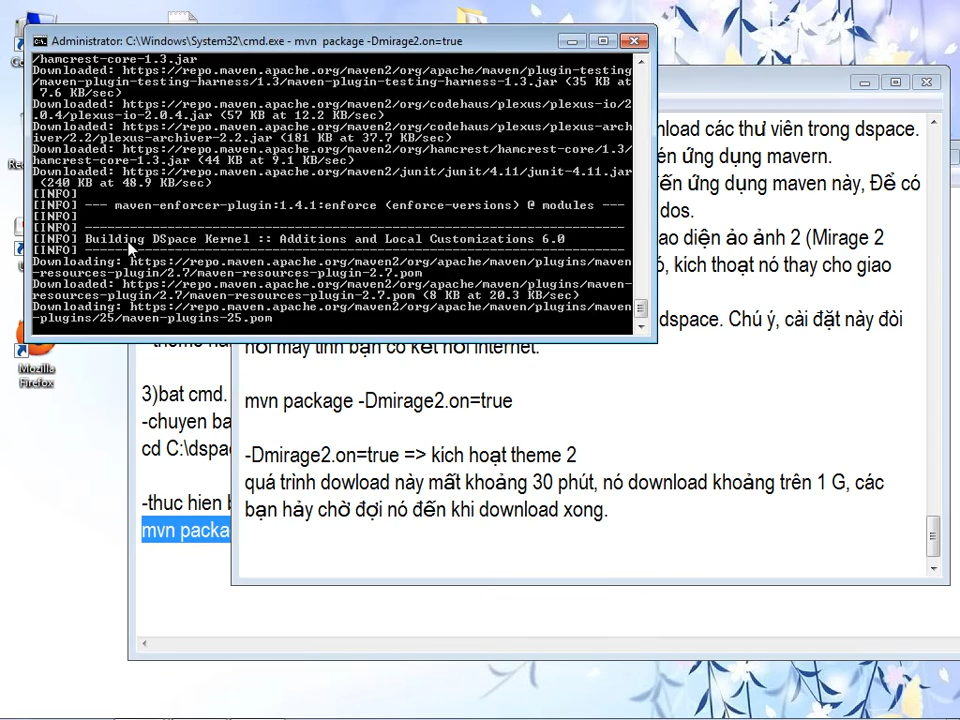 Administrator: C:\Windows\System32\cmd.exe - mvn package -Dmirage2.on=true
/hamcrest-core-1.3.jar
Downloaded: https://repo.maven.apache.org/maven2/org/apache/maven/plugin-testing
/maven-plugin-testing-harness/1.3/maven-plugin-testing-harness-1.3.jar (35 KB at
7.6 KB/sec)
Downloaded: https://repo.maven.apache.org/maven2/org/codehaus/plexus/plexus-io/2
.0.4/plexus-io-2.0.4.jar (57 KB at 12.2 KB/sec)
Downloaded: https://repo.maven.apache.org/maven2/org/codehaus/plexus/plexus-arch
iver/2.2/plexus-archiver-2.2.jar (181 KB at 37.7 KB/sec)
Downloaded: https://repo.maven.apache.org/maven2/org/hamcrest/hamcrest-core/1.3/
hamcrest-core-1.3.jar (44 KB at 9.1 KB/sec)
Downloaded: https://repo.maven.apache.org/maven2/junit/junit/4.11/junit-4.11.jar
(240 KB at 48.9 KB/sec)
[INFO]
[INFO] --- maven-enforcer-plugin:1.4.1:enforce (enforce-versions) @ modules ---
[INFO]
[INFO] ------------------------------------------------------------------------
[INFO] Building DSpace Kernel :: Additions and Local Customizations 6.0
[INFO] ------------------------------------------------------------------------
Downloading: https://repo.maven.apache.org/maven2/org/apache/maven/plugins/maven
-resources-plugin/2.7/maven-resources-plugin-2.7.pom
Downloaded: https://repo.maven.apache.org/maven2/org/apache/maven/plugins/maven-
resources-plugin/2.7/maven-resources-plugin-2.7.pom (8 KB at 20.3 KB/sec)
Downloading: https://repo.maven.apache.org/maven2/org/apache/maven/plugins/maven
-plugins/25/maven-plugins-25.pom
nload các thư viên trong dspace.
én ứng dụng mavern.
ến ứng dụng maven này, Để có
dos.
ao diện ảo ảnh 2 (Mirage 2
ó, kich thoạt nó thay cho giao
dspace. Chú ý, cài đặt này đòi
hỏi máy tính bạn có kết nối internet.
mvn package -Dmirage2.on=true
-Dmirage2.on=true => kích hoạt theme 2
quá trình dowload này mất khoảng 30 phút, nó download khoảng trên 1 G, các
bạn hảy chờ đợi nó đến khi download xong.
3)bat cmd.
-chuyen ba
cd C:\dspa
-thuc hien b
mvn packa
Mozilla
Firefox